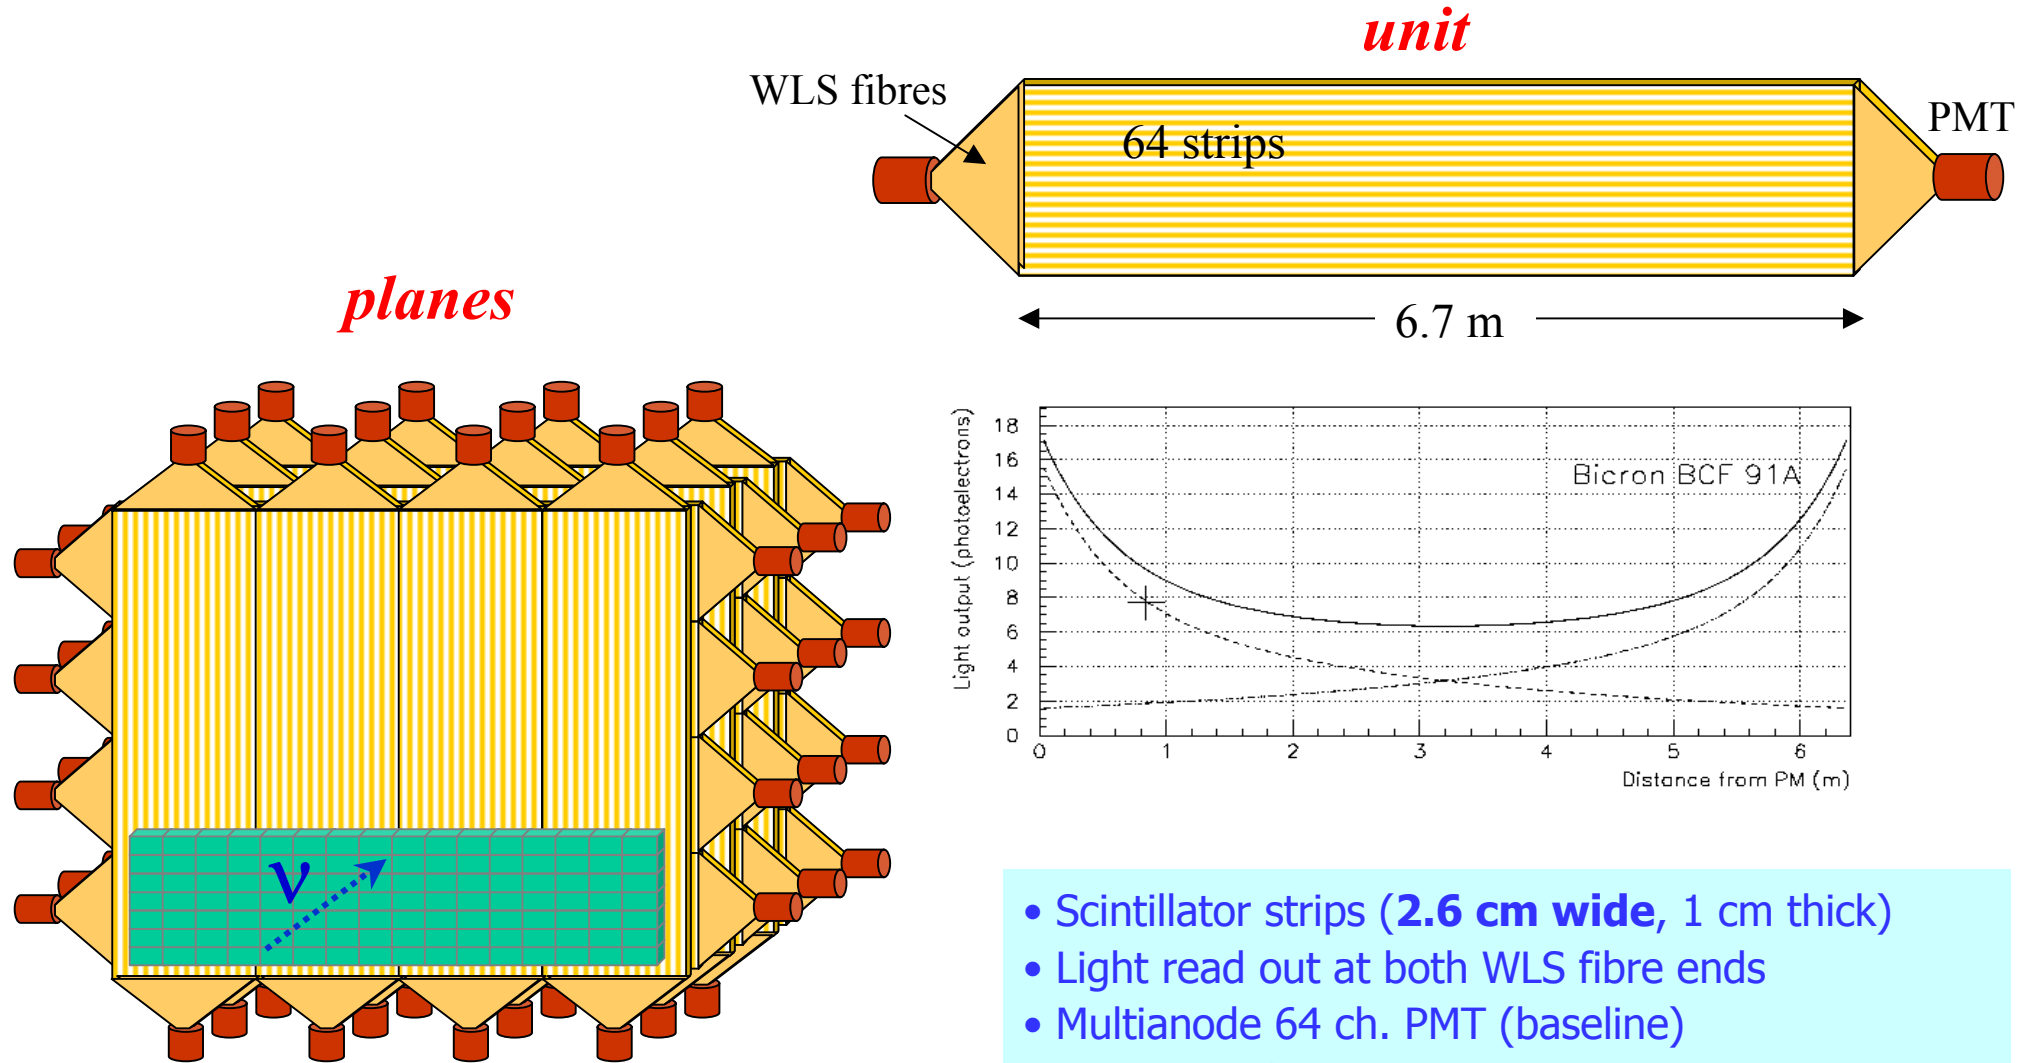 unit
WLS fibres
PMT
64 strips
6.7 m
planes
ν
Light output (photoelectrons)
18
16
14
12
10
8
6
4
2
0
Bicron BCF 91A
0 1 2 3 4 5 6
Distance from PM (m)
• Scintillator strips (2.6 cm wide, 1 cm thick)
• Light read out at both WLS fibre ends
• Multianode 64 ch. PMT (baseline)